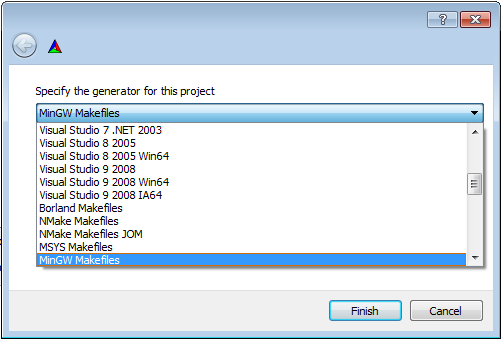 ?
Specify the generator for this project
MinGW Makefiles
Visual Studio 7 .NET 2003
Visual Studio 8 2005
Visual Studio 8 2005 Win64
Visual Studio 9 2008
Visual Studio 9 2008 Win64
Visual Studio 9 2008 IA64
Borland Makefiles
NMake Makefiles
NMake Makefiles JOM
MSYS Makefiles
MinGW Makefiles
Finish Cancel